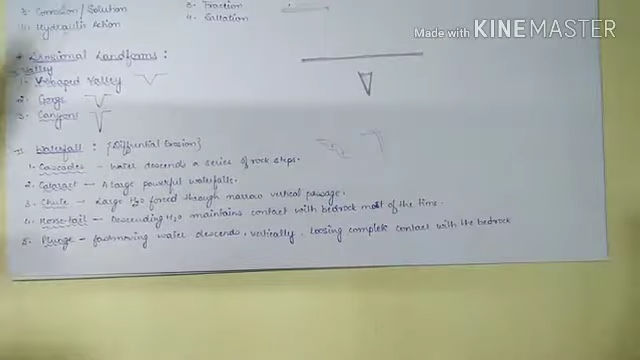 Made with KINEMASTER
3. Corrosion/Solution
3. Traction
4. Hydraulic Action
4. Saltation
* Erosional Landforms :
Valley
1. V-shaped Valley
2. Gorge
3. Canyon
Waterfall : {Differential Erosion}
1. Cascades - Water descends a series of rock steps.
2. Cataract - A large powerful waterfalls.
3. Chute - Large H2O forced through narrow vertical passage.
4. Horse-tail - Descending H2O maintains contact with bedrock most of the time.
5. Plunge - fastmoving water descends, vertically, loosing complete contact with the bedrock